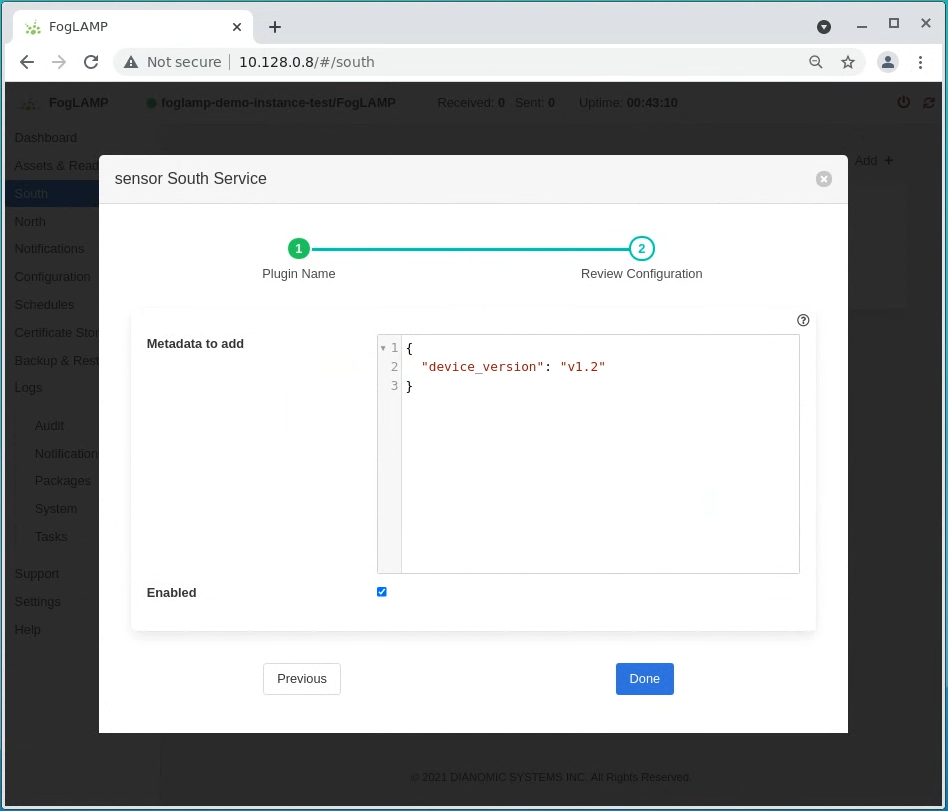 FogLAMP
Not secure 10.128.0.8/#/south
FogLAMP foglamp-demo-instance-test/FogLAMP Received: 0 Sent: 0 Uptime: 00:43:10
Dashboard
Assets & Read
South
North
Notifications
Configuration
Schedules
Certificate Stor
Backup & Rest
Logs
Audit
Notification
Packages
System
Tasks
Support
Settings
Help
Add +
sensor South Service
1 2
Plugin Name Review Configuration
Metadata to add
1 {
2 "device_version": "v1.2"
3 }
Enabled
Previous Done
© 2021 DIANOMIC SYSTEMS INC. All Rights Reserved.